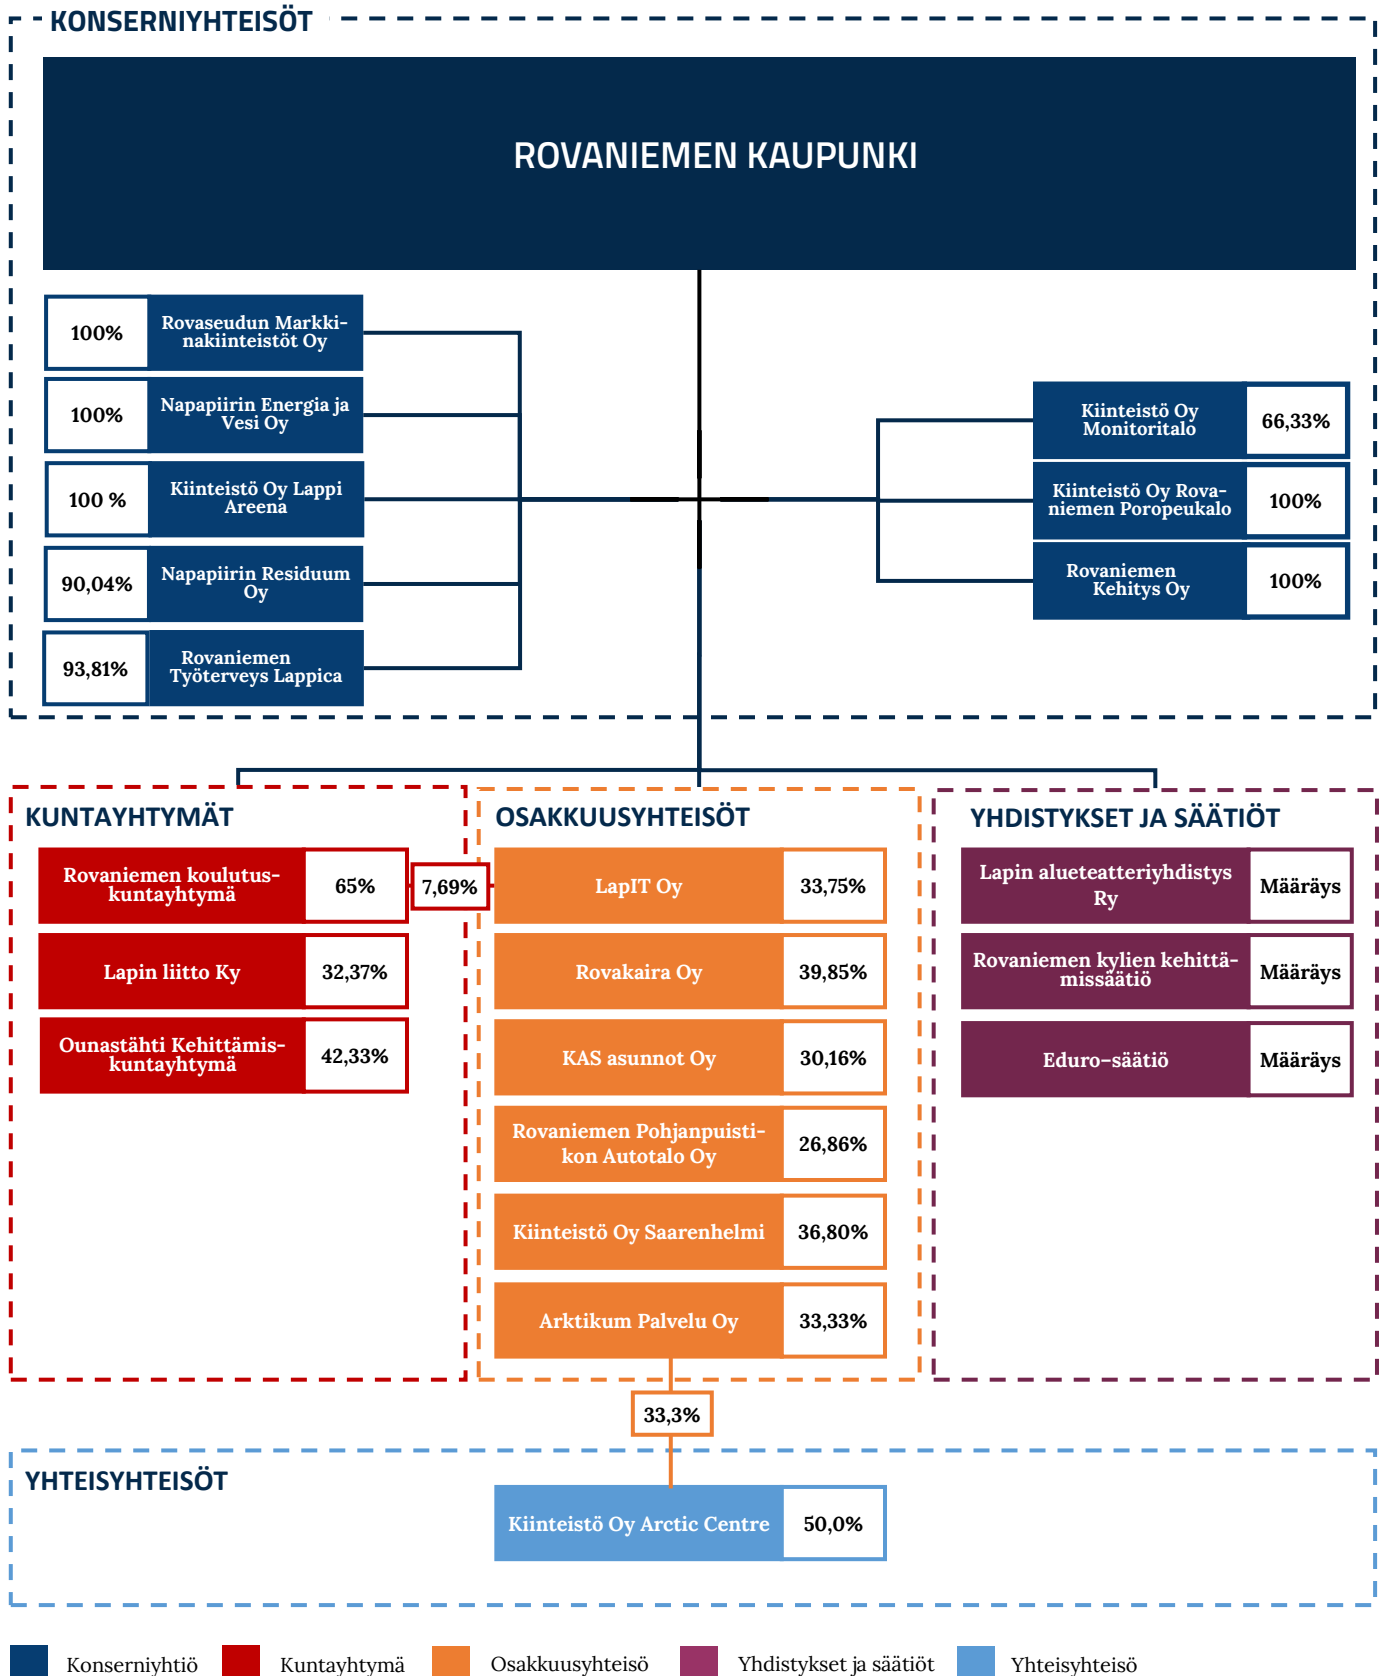 KONSERNIYHTEISÖT
ROVANIEMEN KAUPUNKI
100%
Rovaseudun Markki-
nakiinteistöt Oy
100%
Napapiirin Energia ja
Vesi Oy
100 %
Kiinteistö Oy Lappi
Areena
90,04%
Napapiirin Residuum
Oy
93,81%
Rovaniemen
Työterveys Lappica
Kiinteistö Oy
Monitoritalo
66,33%
Kiinteistö Oy Rova-
niemen Poropeukalo
100%
Rovaniemen
Kehitys Oy
100%
KUNTAYHTYMÄT
Rovaniemen koulutus-
kuntayhtymä
65%
7,69%
Lapin liitto Ky
32,37%
Ounastähti Kehittämis-
kuntayhtymä
42,33%
OSAKKUUSYHTEISÖT
LapIT Oy
33,75%
Rovakaira Oy
39,85%
KAS asunnot Oy
30,16%
Rovaniemen Pohjanpuisti-
kon Autotalo Oy
26,86%
Kiinteistö Oy Saarenhelmi
36,80%
Arktikum Palvelu Oy
33,33%
33,3%
YHDISTYKSET JA SÄÄTIÖT
Lapin alueteatteriyhdistys
Ry
Määräys
Rovaniemen kylien kehittä-
missäätiö
Määräys
Eduro-säätiö
Määräys
YHTEISYHTEISÖT
Kiinteistö Oy Arctic Centre
50,0%
Konserniyhtiö
Kuntayhtymä
Osakkuusyhteisö
Yhdistykset ja säätiöt
Yhteisyhteisö